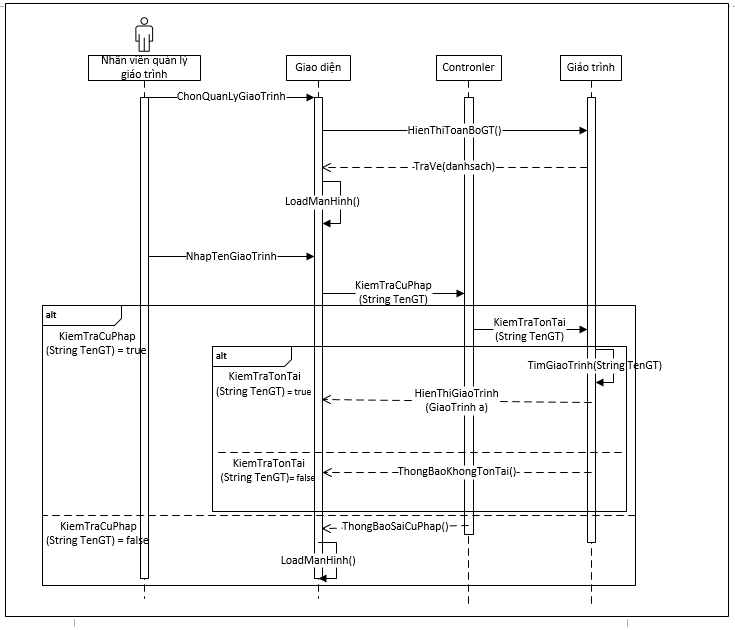 Nhân viên quản lý
giáo trình
Giao diện
Contronler
Giáo trình
ChonQuanLyGiaoTrinh
HienThiToanBoGT()
TraVe(danhsach)
LoadManHinh()
NhapTenGiaoTrinh
KiemTraCuPhap
(String TenGT)
alt
KiemTraCuPhap
(String TenGT) = true
KiemTraTonTai
(String TenGT)
alt
TimGiaoTrinh(String TenGT)
KiemTraTonTai
(String TenGT) = true
HienThiGiaoTrinh
(GiaoTrinh a)
KiemTraTonTai
(String TenGT)= false
ThongBaoKhongTonTai()
KiemTraCuPhap
(String TenGT) = false
ThongBaoSaiCuPhap()
LoadManHinh()